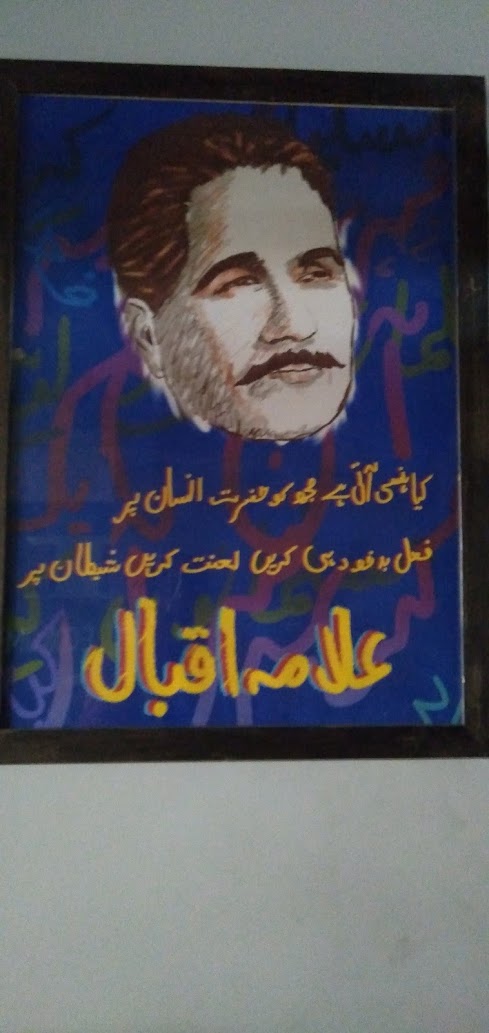 کیا ہنسی آتی ہے مجھ کو حضرت انسان پر
فعل بد خود ہی کریں لعنت کریں شیطان پر
علامہ اقبال